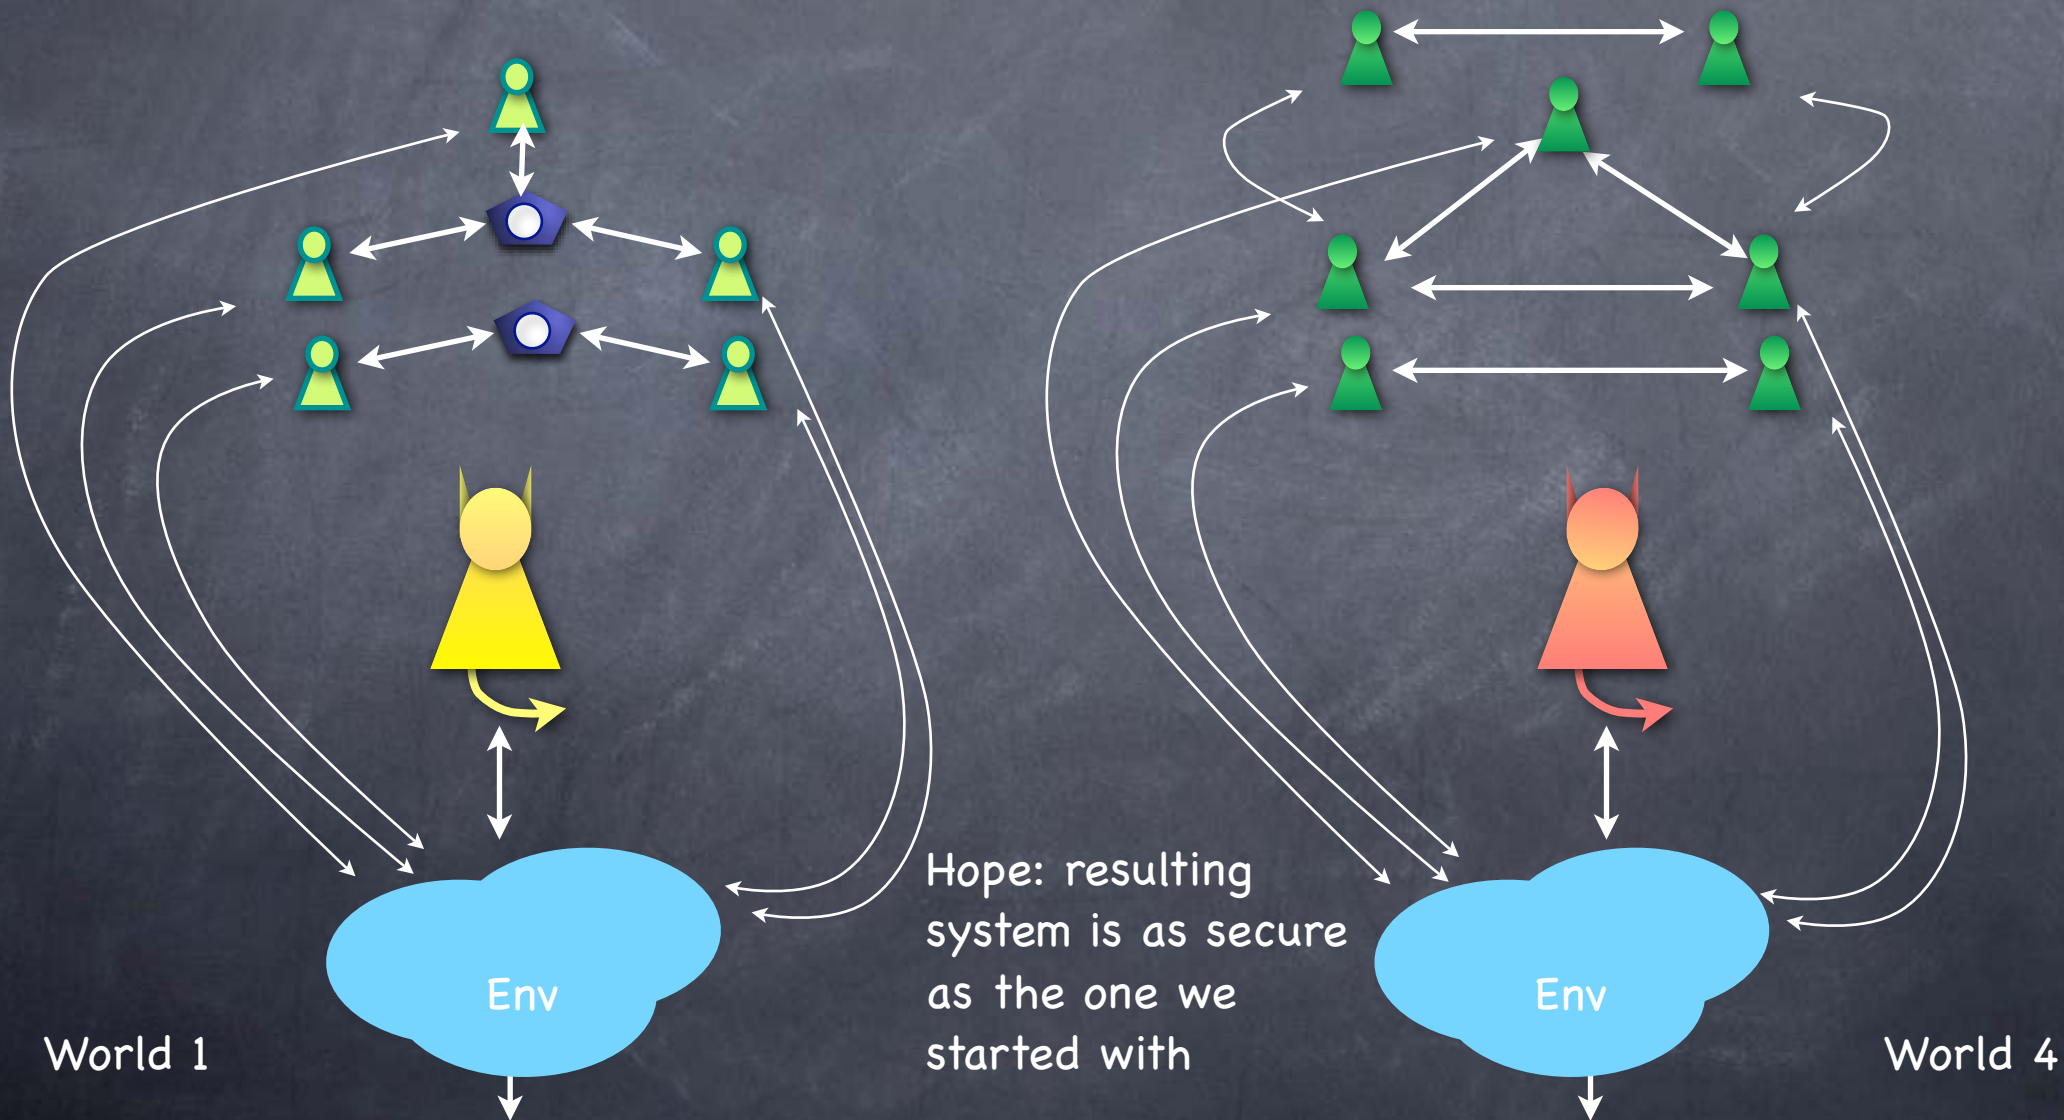 Hope: resulting
system is as secure
as the one we
started with
Env
Env
World 1
World 4